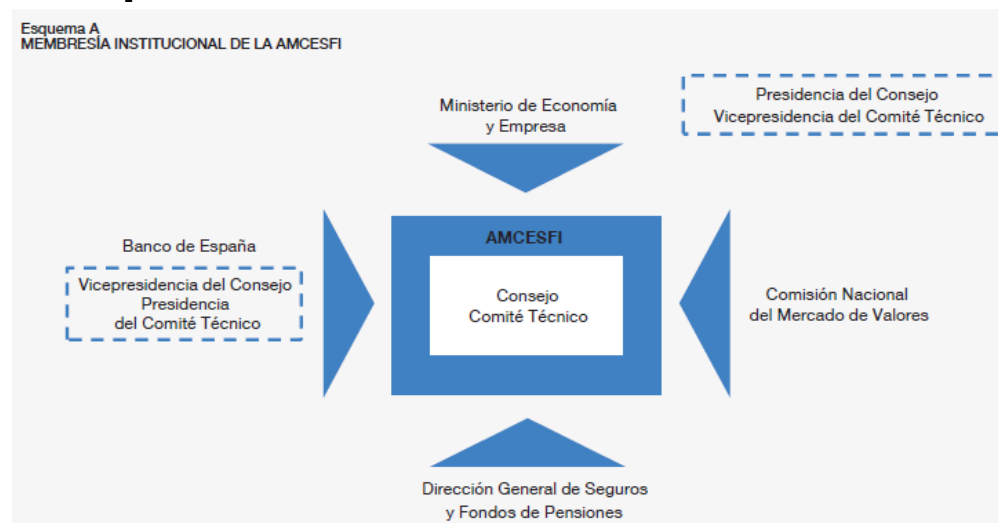 Esquema A
MEMBRESÍA INSTITUCIONAL DE LA AMCESFI
Ministerio de Economía
y Empresa
Presidencia del Consejo
Vicepresidencia del Comité Técnico
Banco de España
Vicepresidencia del Consejo
Presidencia
del Comité Técnico
AMCESFI
Consejo
Comité Técnico
Comisión Nacional
del Mercado de Valores
Dirección General de Seguros
y Fondos de Pensiones